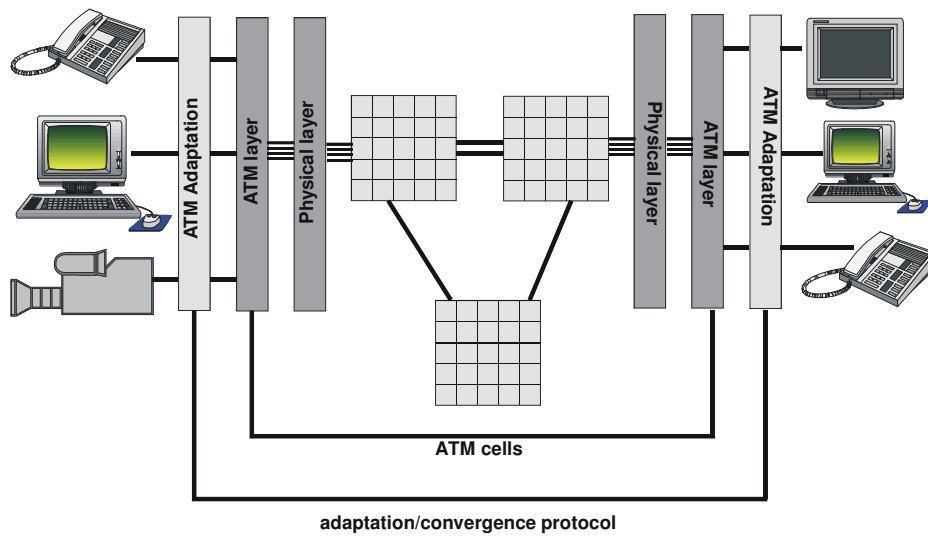 ATM Adaptation
ATM layer
Physical layer
Physical layer
ATM layer
ATM Adaptation
ATM cells
adaptation/convergence protocol